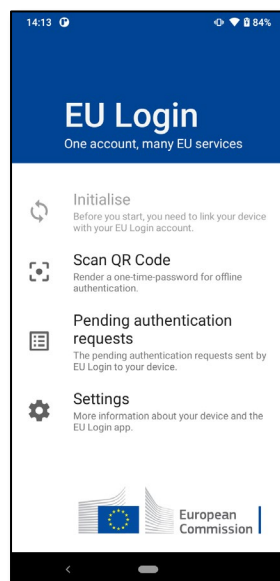 14:13 84%
EU Login
One account, many EU services
Initialise
Before you start, you need to link your device
with your EU Login account.
Scan QR Code
Render a one-time-password for offline
authentication.
Pending authentication
requests
The pending authentication requests sent by
EU Login to your device.
Settings
More information about your device and the
EU Login app.
European
Commission